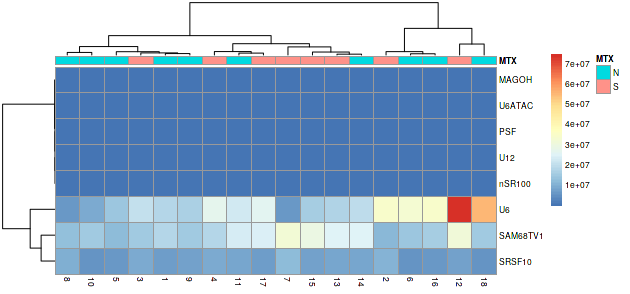 MTX
MAGOH
U6ATAC
PSF
U12
nSR100
U6
SAM68TV1
SRSF10
8 10 5 3 1 9 4 11 17 7 15 13 14 2 6 16 12 18
7e+07
6e+07
5e+07
4e+07
3e+07
2e+07
1e+07
MTX
N
S